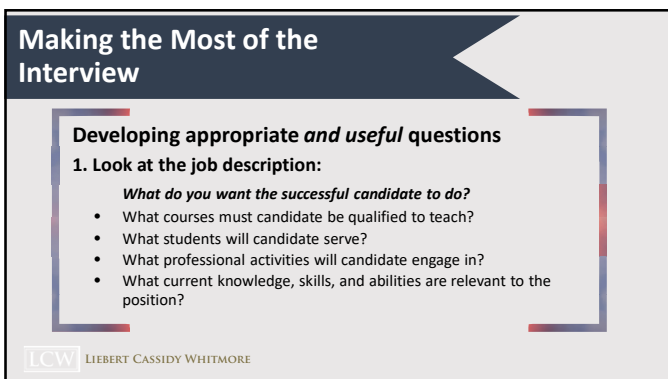 Making the Most of the
Interview
Developing appropriate and useful questions
1. Look at the job description:
What do you want the successful candidate to do?
• What courses must candidate be qualified to teach?
• What students will candidate serve?
• What professional activities will candidate engage in?
• What current knowledge, skills, and abilities are relevant to the
position?
LCW LIEBERT CASSIDY WHITMORE